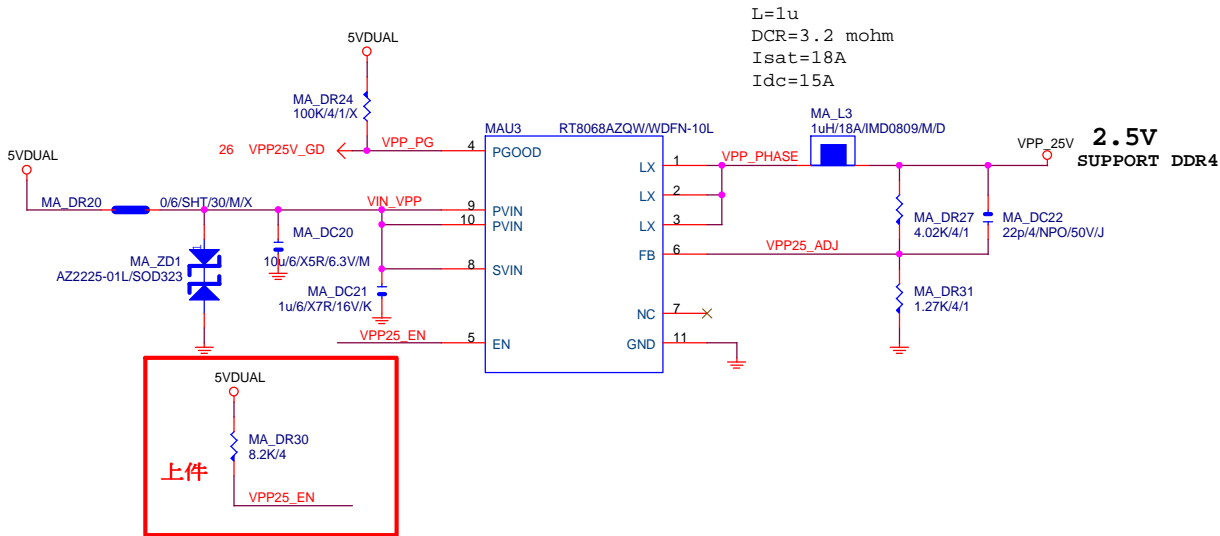 L=1u
DCR=3.2 mohm
Isat=18A
Idc=15A
5VDUAL
MA_DR24
100K/4/1/X
MAU3
RT8068AZQW/WDFN-10L
MA_L3
1uH/18A/IMD0809/M/D
26 VPP25V_GD
VPP_PG
4
PGOOD
LX
1
VPP_PHASE
VPP_25V
2.5V
SUPPORT DDR4
5VDUAL
MA_DR20
0/6/SHT/30/M/X
VIN_VPP
9
PVIN
10
PVIN
LX
2
LX
3
MA_DR27
4.02K/4/1
MA_DC22
22p/4/NPO/50V/J
MA_DC20
10u/6/X5R/6.3V/M
FB
6
VPP25_ADJ
1
MA_ZD1
AZ2225-01L/SOD323
8
SVIN
MA_DC21
1u/6/X7R/16V/K
MA_DR31
1.27K/4/1
NC
7
VPP25_EN
5
EN
GND
11
5VDUAL
MA_DR30
8.2K/4
上件
VPP25_EN